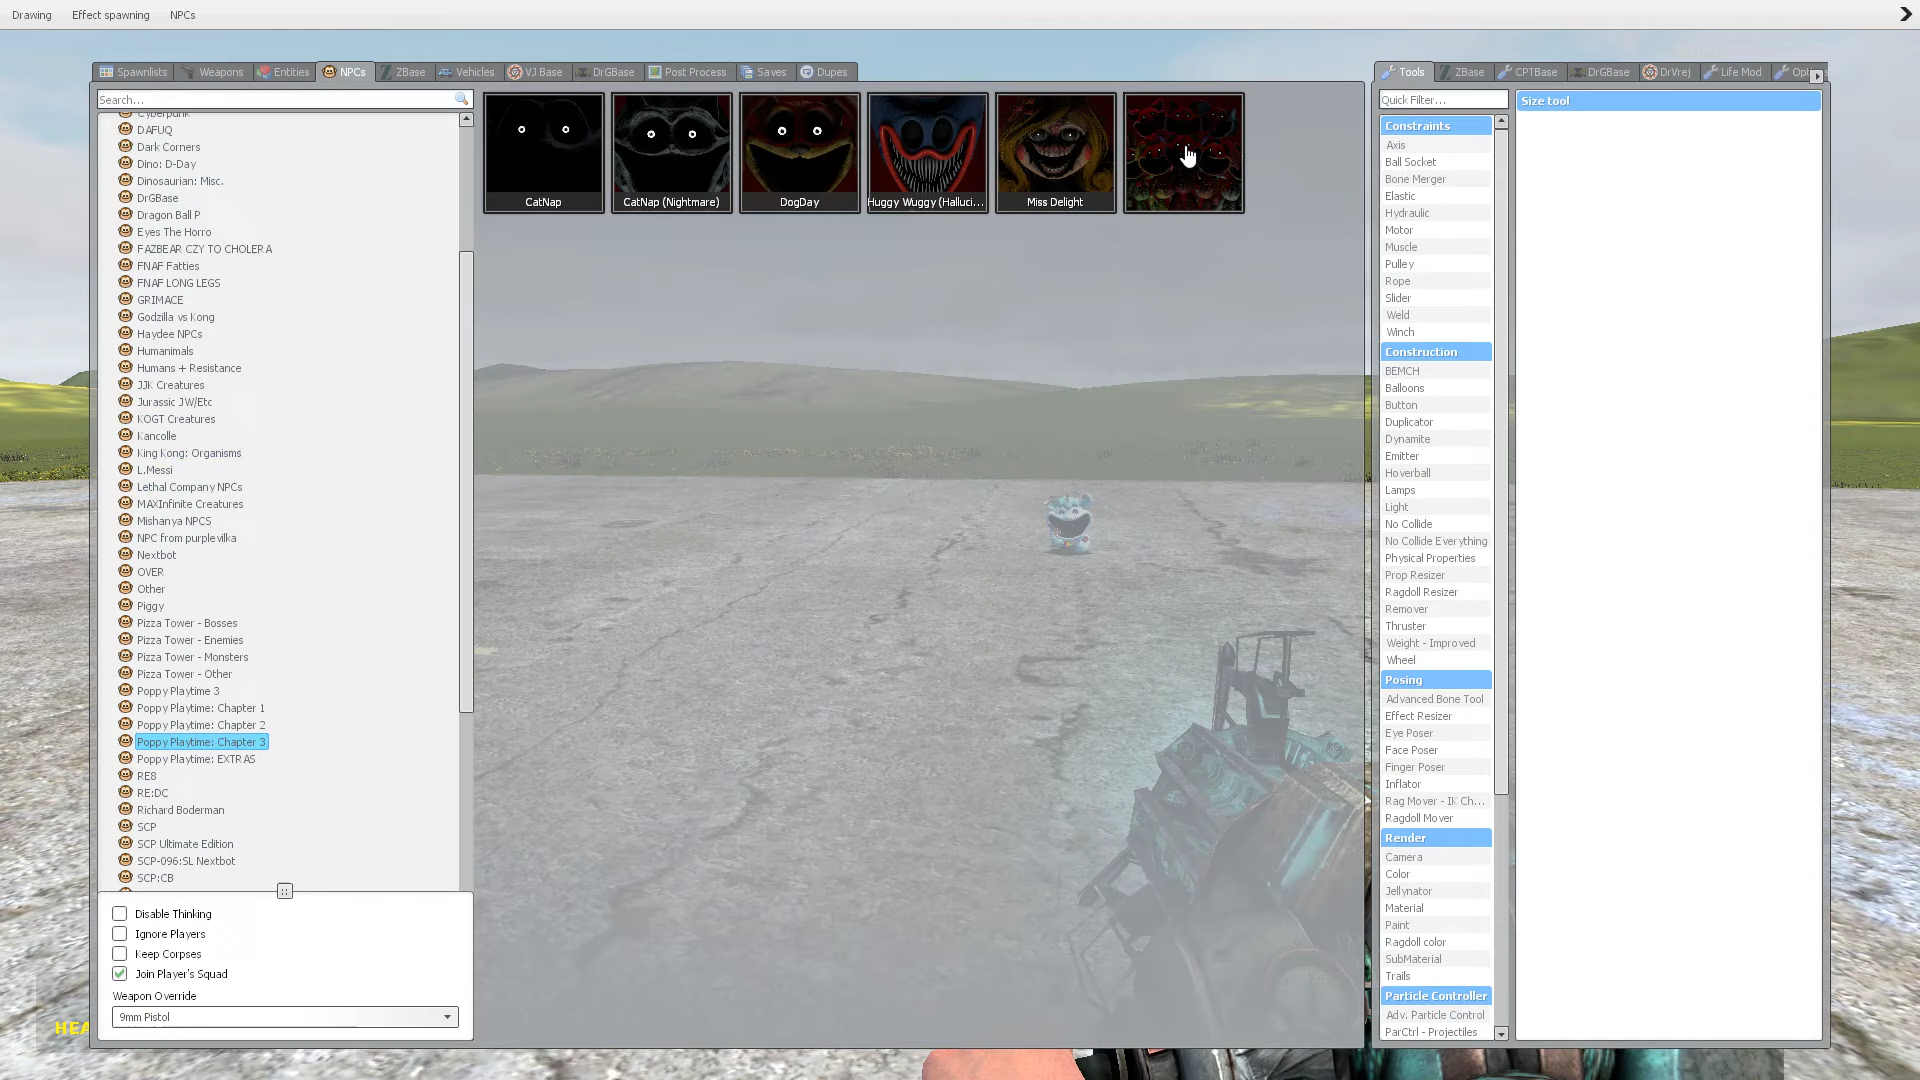 Drawing Effect spawning NPCs
Spawnlists Weapons Entities NPCs ZBase Vehicles VJ Base DrGBase Post Process Saves Dupes
Search...
Cyberpunk
DAFUQ
Dark Corners
Dino: D-Day
Dinosaurian: Misc.
DrGBase
Dragon Ball P
Eyes The Horro
FAZBEAR CZY TO CHOLERA
FNAF Fatties
FNAF LONG LEGS
GRIMACE
Godzilla vs Kong
Haydee NPCs
Humanimals
Humans + Resistance
JJK Creatures
Jurassic JW/Etc
KOGT Creatures
Kancolle
King Kong: Organisms
L.Messi
Lethal Company NPCs
MAXInfinite Creatures
Mishanya NPCS
NPC from purplevilka
Nextbot
OVER
Other
Piggy
Pizza Tower - Bosses
Pizza Tower - Enemies
Pizza Tower - Monsters
Pizza Tower - Other
Poppy Playtime 3
Poppy Playtime: Chapter 1
Poppy Playtime: Chapter 2
Poppy Playtime: Chapter 3
Poppy Playtime: EXTRAS
RE8
RE:DC
Richard Boderman
SCP
SCP Ultimate Edition
SCP-096:SL Nextbot
SCP:CB
Disable Thinking
Ignore Players
Keep Corpses
Join Player's Squad
Weapon Override
9mm Pistol
HEA
CatNap
CatNap (Nightmare)
DogDay
Huggy Wuggy (Halluci...
Miss Delight
Tools ZBase CPTBase DrGBase DrVrej Life Mod Opti
Quick Filter...
Constraints
Axis
Ball Socket
Bone Merger
Elastic
Hydraulic
Motor
Muscle
Pulley
Rope
Slider
Weld
Winch
Construction
BEMCH
Balloons
Button
Duplicator
Dynamite
Emitter
Hoverball
Lamps
Light
No Collide
No Collide Everything
Physical Properties
Prop Resizer
Ragdoll Resizer
Remover
Thruster
Weight - Improved
Wheel
Posing
Advanced Bone Tool
Effect Resizer
Eye Poser
Face Poser
Finger Poser
Inflator
Rag Mover - IK Ch...
Ragdoll Mover
Render
Camera
Color
Jellynator
Material
Paint
Ragdoll color
SubMaterial
Trails
Particle Controller
Adv. Particle Control
ParCtrl - Projectiles
Size tool